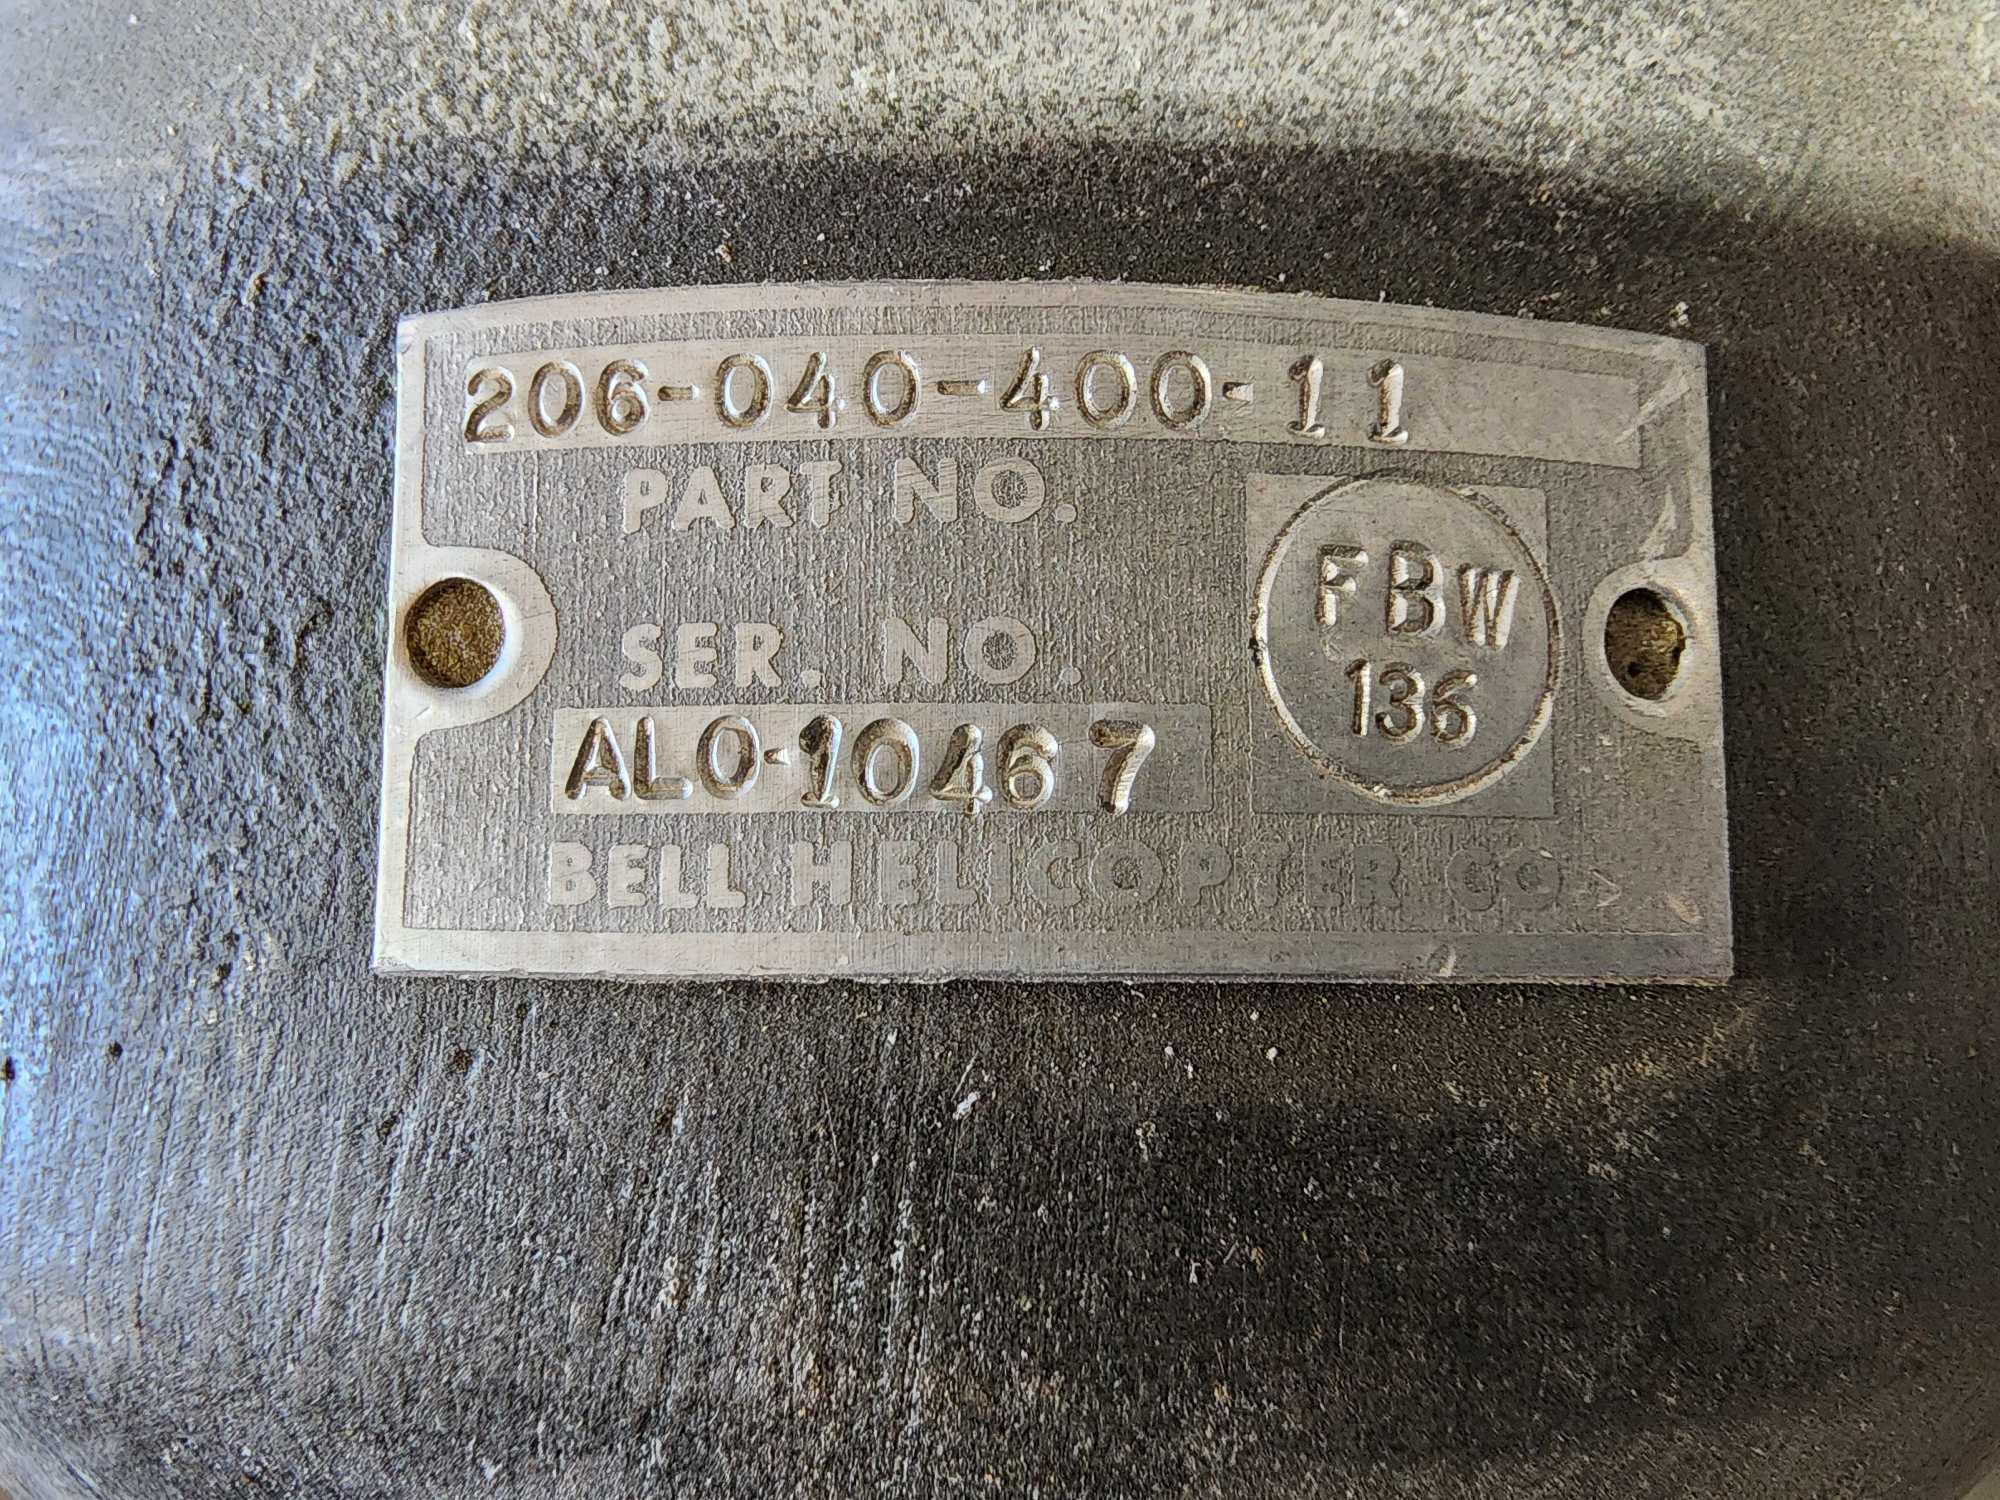 206-040-400-11
PART NO.
FBW
136
SER. NO.
ALO-10467
BELL HELICOPTER CO